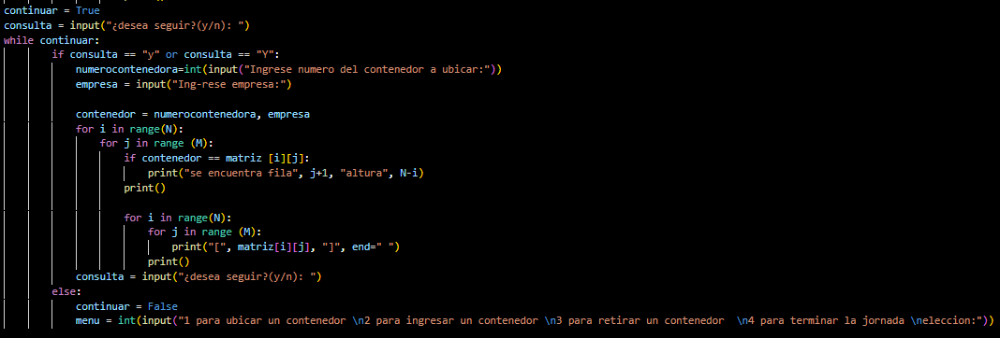 continuar = True
consulta = input("¿desea seguir?(y/n): ")
while continuar:
if consulta == "y" or consulta == "Y":
numerocontenedora=int(input("Ingrese numero del contenedor a ubicar:"))
empresa = input("Ing-rese empresa:")
contenedor = numerocontenedora, empresa
for i in range(N):
for j in range (M):
if contenedor == matriz [i][j]:
print("se encuentra fila", j+1, "altura", N-i)
print()
for i in range(N):
for j in range (M):
print("[", matriz[i][j], "]", end=" ")
print()
consulta = input("¿desea seguir?(y/n): ")
else:
continuar = False
menu = int(input("1 para ubicar un contenedor \n2 para ingresar un contenedor \n3 para retirar un contenedor  \n4 para terminar la jornada \neleccion:"))